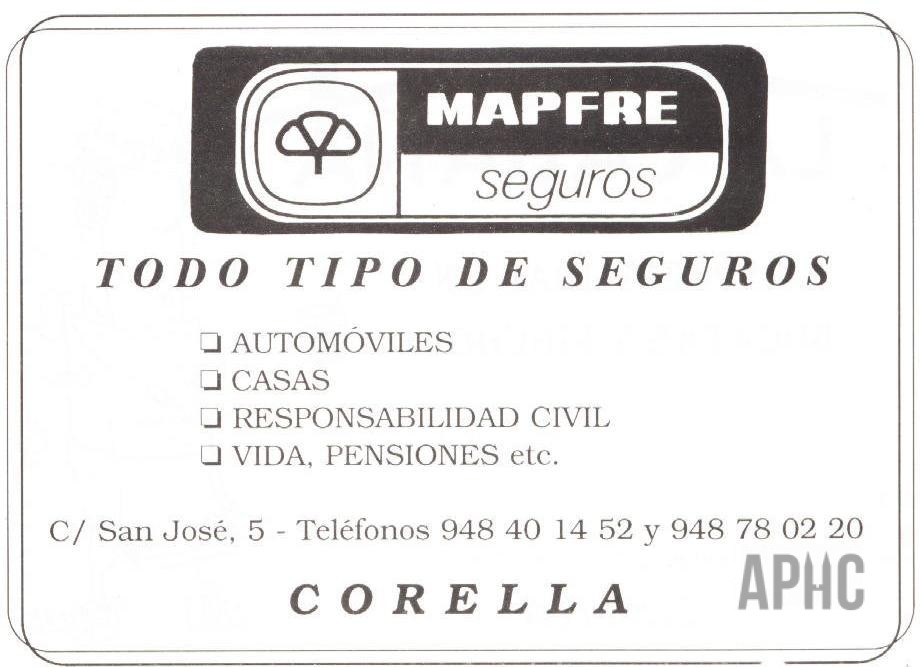 MAPFRE
seguros
TODO TIPO DE SEGUROS
❏ AUTOMÓVILES
❏ CASAS
❏ RESPONSABILIDAD CIVIL
❏ VIDA, PENSIONES etc.
C/ San José, 5 - Teléfonos 948 40 14 52 y 948 78 02 20
CORELLA
APHC